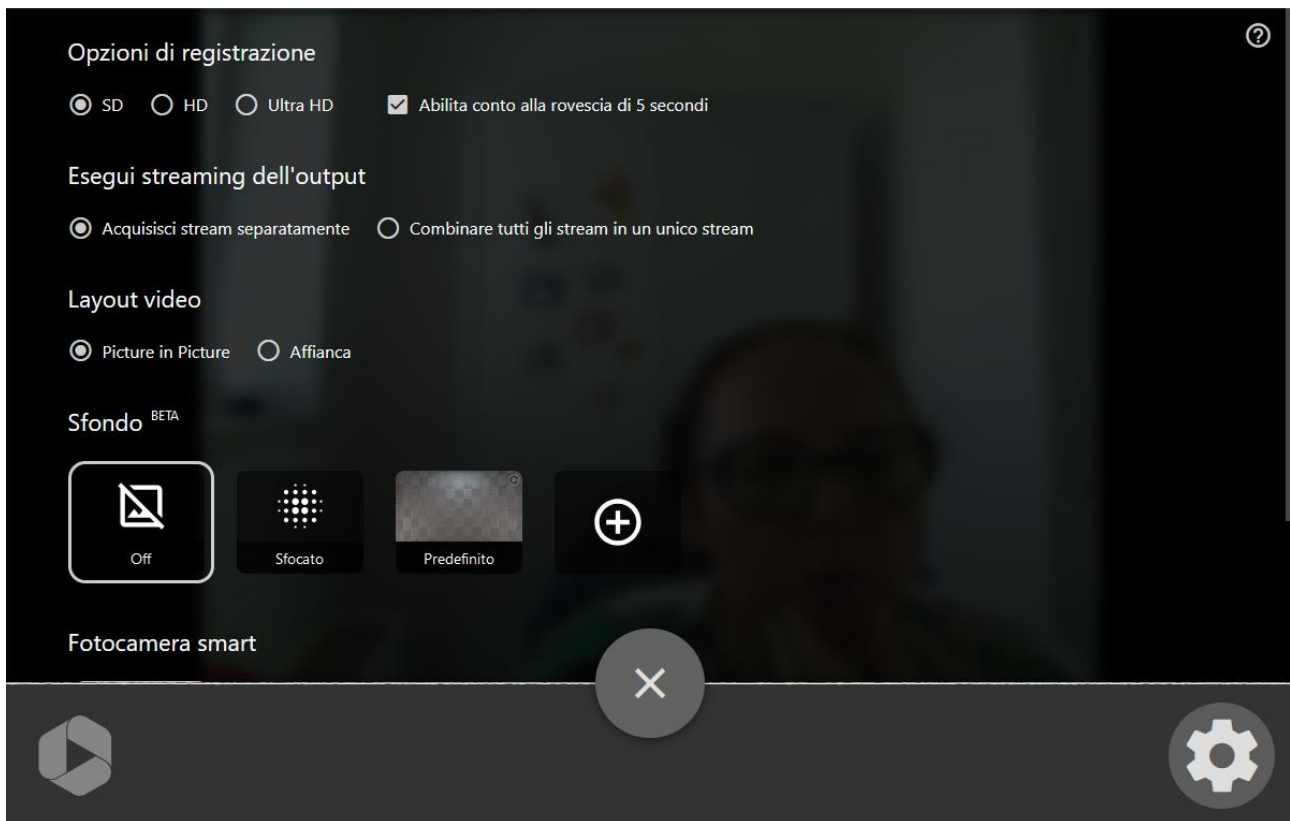 Opzioni di registrazione
SD HD Ultra HD Abilita conto alla rovescia di 5 secondi
Esegui streaming dell'output
Acquisisci stream separatamente Combinare tutti gli stream in un unico stream
Layout video
Picture in Picture Affianca
Sfondo BETA
Off Sfocato Predefinito
Fotocamera smart